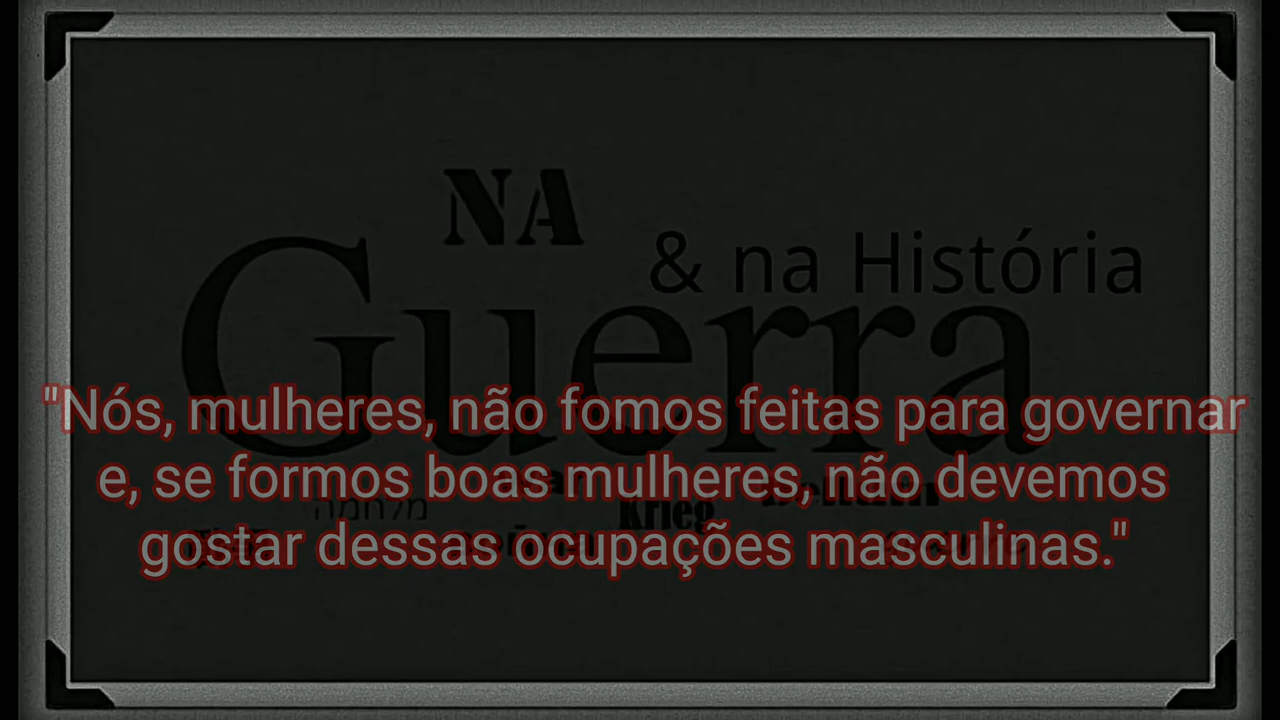 NA
& na História
Guerra
"Nós, mulheres, não fomos feitas para governar
e, se formos boas mulheres, não devemos
מלחמה Krieg Bellum
gostar dessas ocupações masculinas."